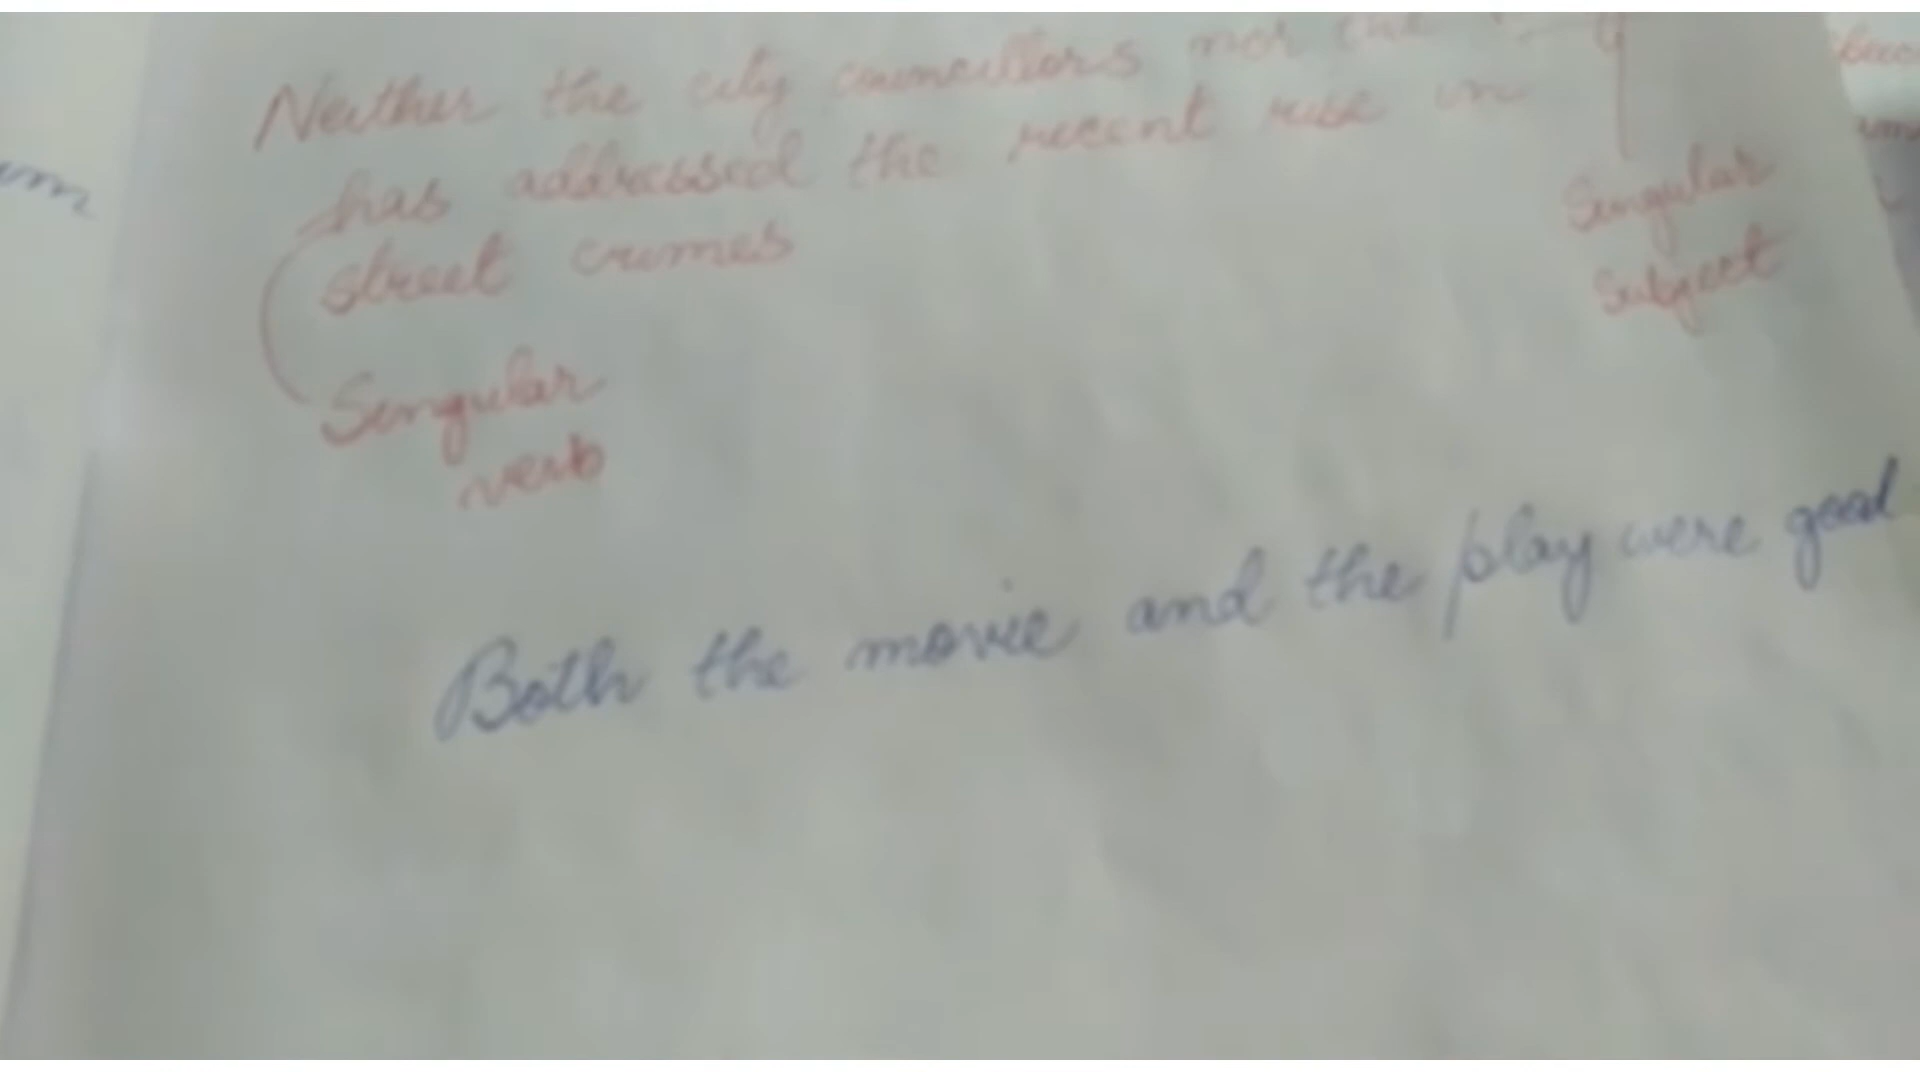 Neither the city councillors nor the
has addressed the recent rise in
street crimes
Singular
subject
Singular
verb
Both the movie and the play were good